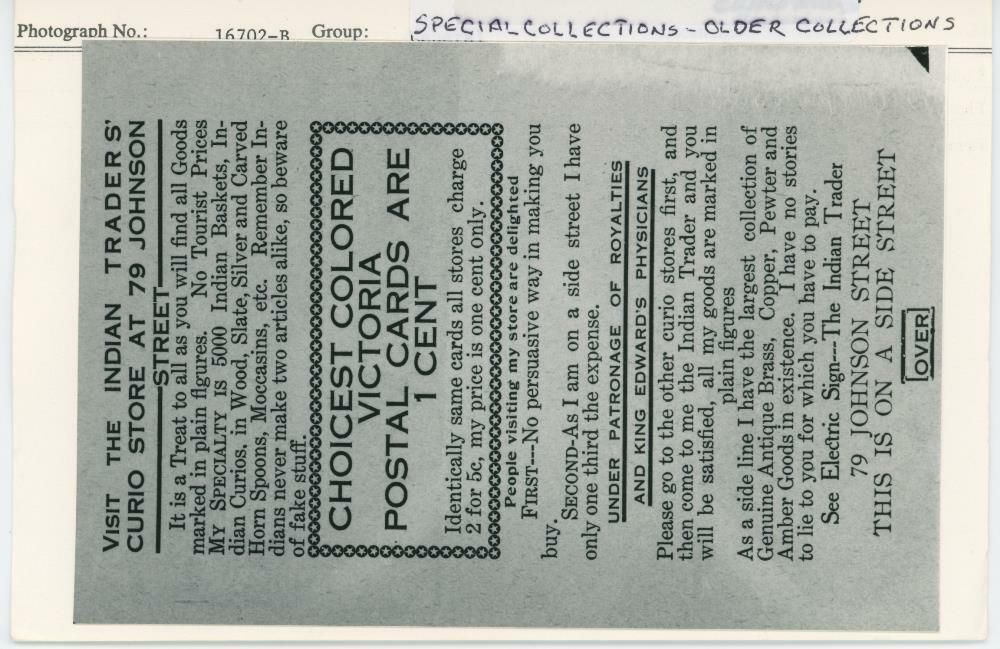 Photograph No.: 16702-B Group: SPECIAL COLLECTIONS - OLDER COLLECTIONS
VISIT THE INDIAN TRADERS'
CURIO STORE AT 79 JOHNSON
STREET
It is a Treat to all as you will find all Goods
marked in plain figures. No Tourist Prices
MY SPECIALTY IS 5000 Indian Baskets, In-
dian Curios, in Wood, Slate, Silver and Carved
Horn Spoons, Moccasins, etc. Remember In-
dians never make two articles alike, so beware
of fake stuff.
CHOICEST COLORED
VICTORIA
POSTAL CARDS ARE
1 CENT
Identically same cards all stores charge
2 for 5c, my price is one cent only.
People visiting my store are delighted
FIRST---No persuasive way in making you
buy.
SECOND--As I am on a side street I have
only one third the expense.
UNDER PATRONAGE OF ROYALTIES
AND KING EDWARD'S PHYSICIANS
Please go to the other curio stores first, and
then come to me the Indian Trader and you
will be satisfied, all my goods are marked in
plain figures
As a side line I have the largest collection of
Genuine Antique Brass, Copper, Pewter and
Amber Goods in existence. I have no stories
to lie to you for which you have to pay.
See Electric Sign---The Indian Trader
79 JOHNSON STREET
THIS IS ON A SIDE STREET
[OVER]